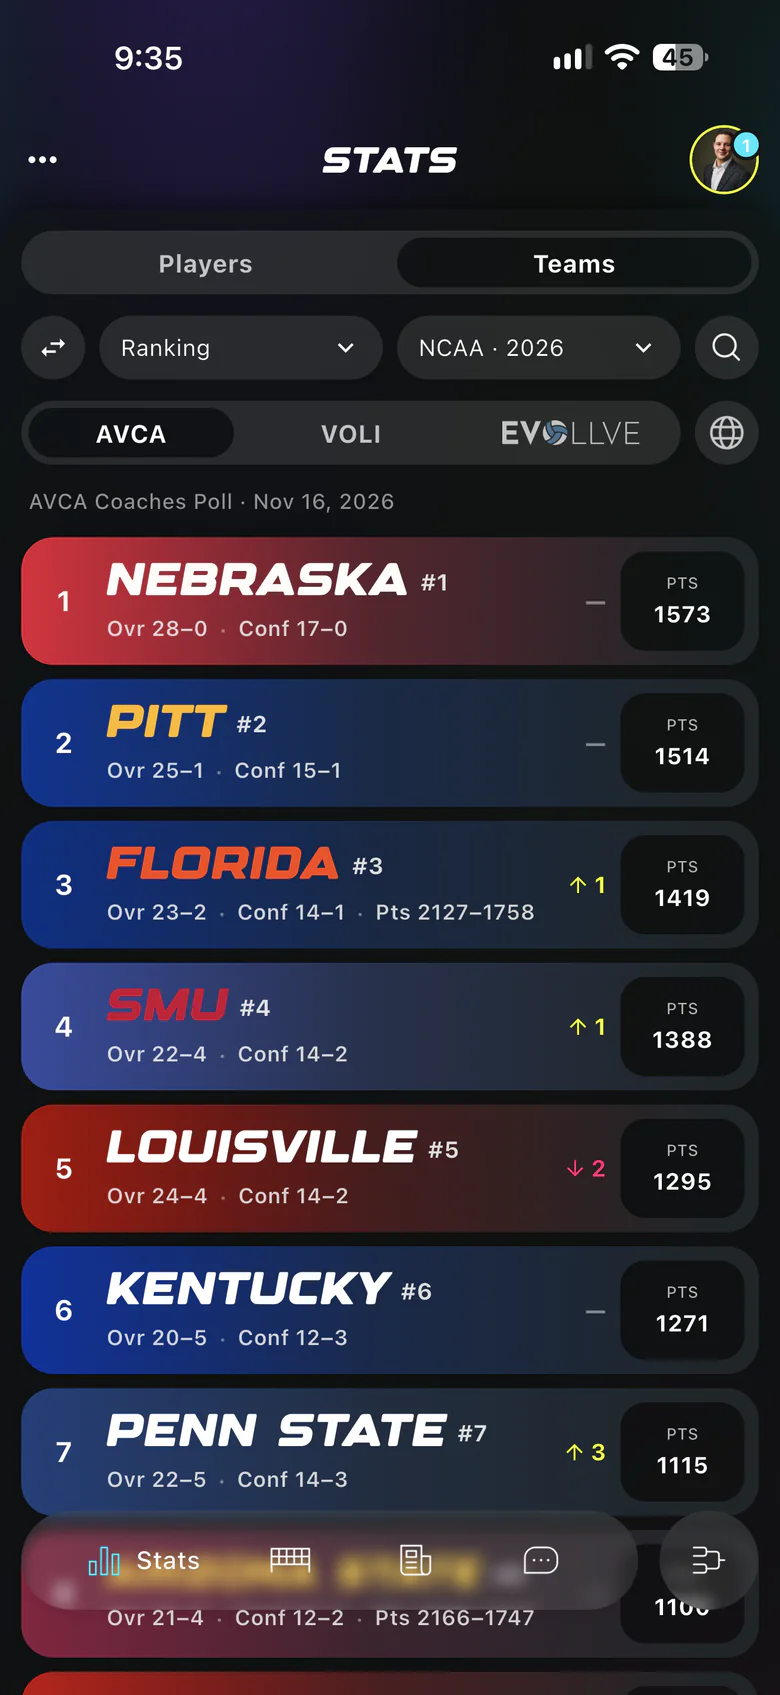 9:35
45
STATS
1
Players
Teams
Ranking
NCAA · 2026
AVCA
VOLI
EVOLLVE
AVCA Coaches Poll · Nov 16, 2026
1
NEBRASKA #1
Ovr 28–0 · Conf 17–0
–
PTS
1573
2
PITT #2
Ovr 25–1 · Conf 15–1
–
PTS
1514
3
FLORIDA #3
Ovr 23–2 · Conf 14–1 · Pts 2127–1758
↑ 1
PTS
1419
4
SMU #4
Ovr 22–4 · Conf 14–2
↑ 1
PTS
1388
5
LOUISVILLE #5
Ovr 24–4 · Conf 14–2
↓ 2
PTS
1295
6
KENTUCKY #6
Ovr 20–5 · Conf 12–3
–
PTS
1271
7
PENN STATE #7
Ovr 22–5 · Conf 14–3
↑ 3
PTS
1115
Stats
Ovr 21–4 · Conf 12–2 · Pts 2166–1747